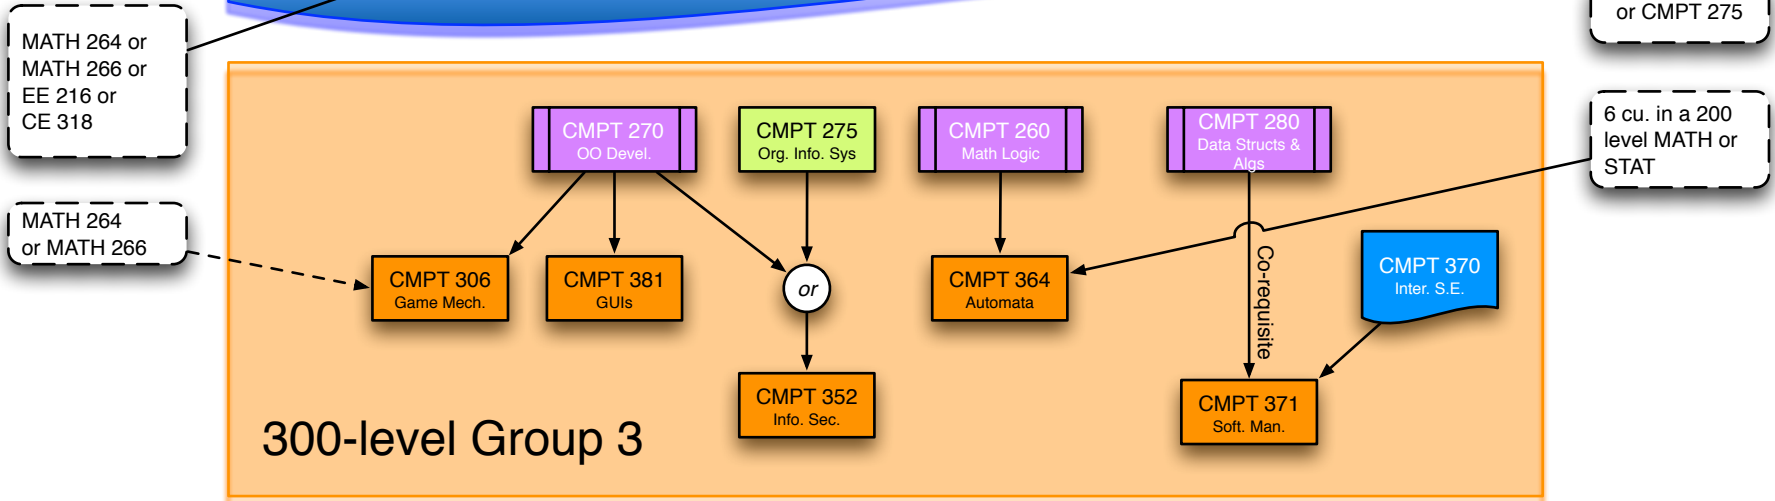 or CMPT 275
MATH 264 or
MATH 266 or
EE 216 or
CE 318
6 cu. in a 200
level MATH or
STAT
CMPT 270
OO Devel.
CMPT 275
Org. Info. Sys
CMPT 260
Math Logic
CMPT 280
Data Structs &
Algs
MATH 264
or MATH 266
CMPT 306
Game Mech.
CMPT 381
GUIs
or
CMPT 364
Automata
Co-requisite
CMPT 370
Inter. S.E.
CMPT 352
Info. Sec.
CMPT 371
Soft. Man.
300-level Group 3